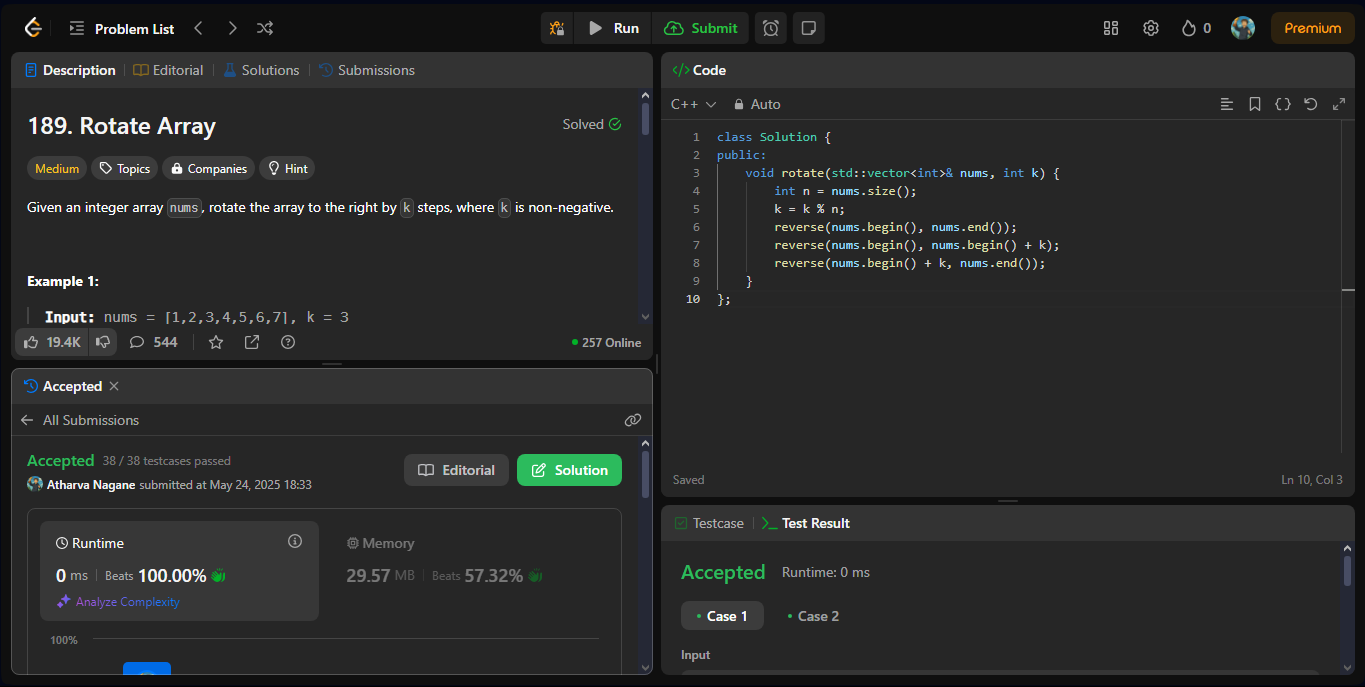 Problem List
Run
Submit
0
Premium
Description
Editorial
Solutions
Submissions
189. Rotate Array
Solved
Medium
Topics
Companies
Hint
Given an integer array nums, rotate the array to the right by k steps, where k is non-negative.
Example 1:
Input: nums = [1,2,3,4,5,6,7], k = 3
19.4K
544
257 Online
Accepted
All Submissions
Accepted 38 / 38 testcases passed
Atharva Nagane submitted at May 24, 2025 18:33
Editorial
Solution
Runtime
0 ms Beats 100.00%
Analyze Complexity
Memory
29.57 MB Beats 57.32%
100%
</> Code
C++
Auto
1 class Solution {
2 public:
3     void rotate(std::vector<int>& nums, int k) {
4         int n = nums.size();
5         k = k % n;
6         reverse(nums.begin(), nums.end());
7         reverse(nums.begin(), nums.begin() + k);
8         reverse(nums.begin() + k, nums.end());
9     }
10 };
Saved
Ln 10, Col 3
Testcase
Test Result
Accepted Runtime: 0 ms
Case 1
Case 2
Input